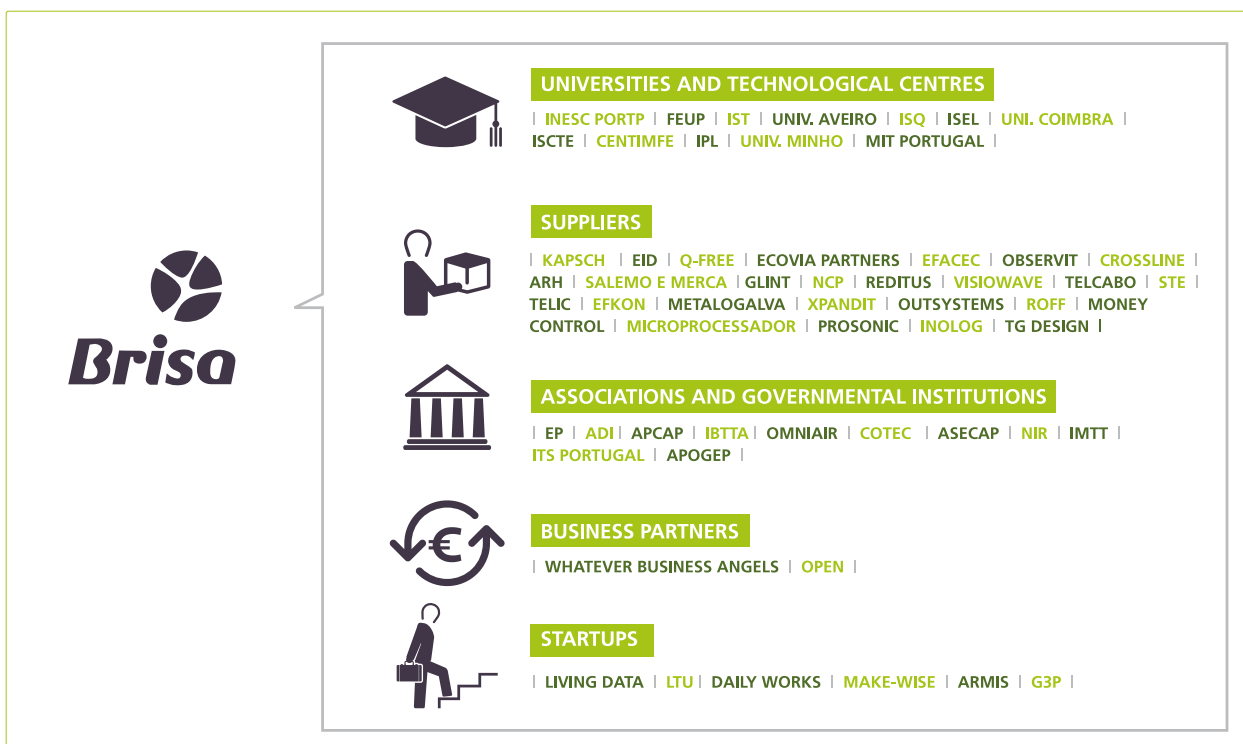 UNIVERSITIES AND TECHNOLOGICAL CENTRES
| INESC PORTP | FEUP | IST | UNIV. AVEIRO | ISQ | ISEL | UNI. COIMBRA |
ISCTE | CENTIMFE | IPL | UNIV. MINHO | MIT PORTUGAL |
SUPPLIERS
| KAPSCH | EID | Q-FREE | ECOVIA PARTNERS | EFACEC | OBSERVIT | CROSSLINE |
ARH | SALEMO E MERCA | GLINT | NCP | REDITUS | VISIOWAVE | TELCABO | STE |
TELIC | EFKON | METALOGALVA | XPANDIT | OUTSYSTEMS | ROFF | MONEY
CONTROL | MICROPROCESSADOR | PROSONIC | INOLOG | TG DESIGN |
Brisa
ASSOCIATIONS AND GOVERNMENTAL INSTITUTIONS
| EP | ADI | APCAP | IBTTA | OMNIAIR | COTEC | ASECAP | NIR | IMTT |
ITS PORTUGAL | APOGEP |
€
BUSINESS PARTNERS
| WHATEVER BUSINESS ANGELS | OPEN |
STARTUPS
| LIVING DATA | LTU | DAILY WORKS | MAKE-WISE | ARMIS | G3P |